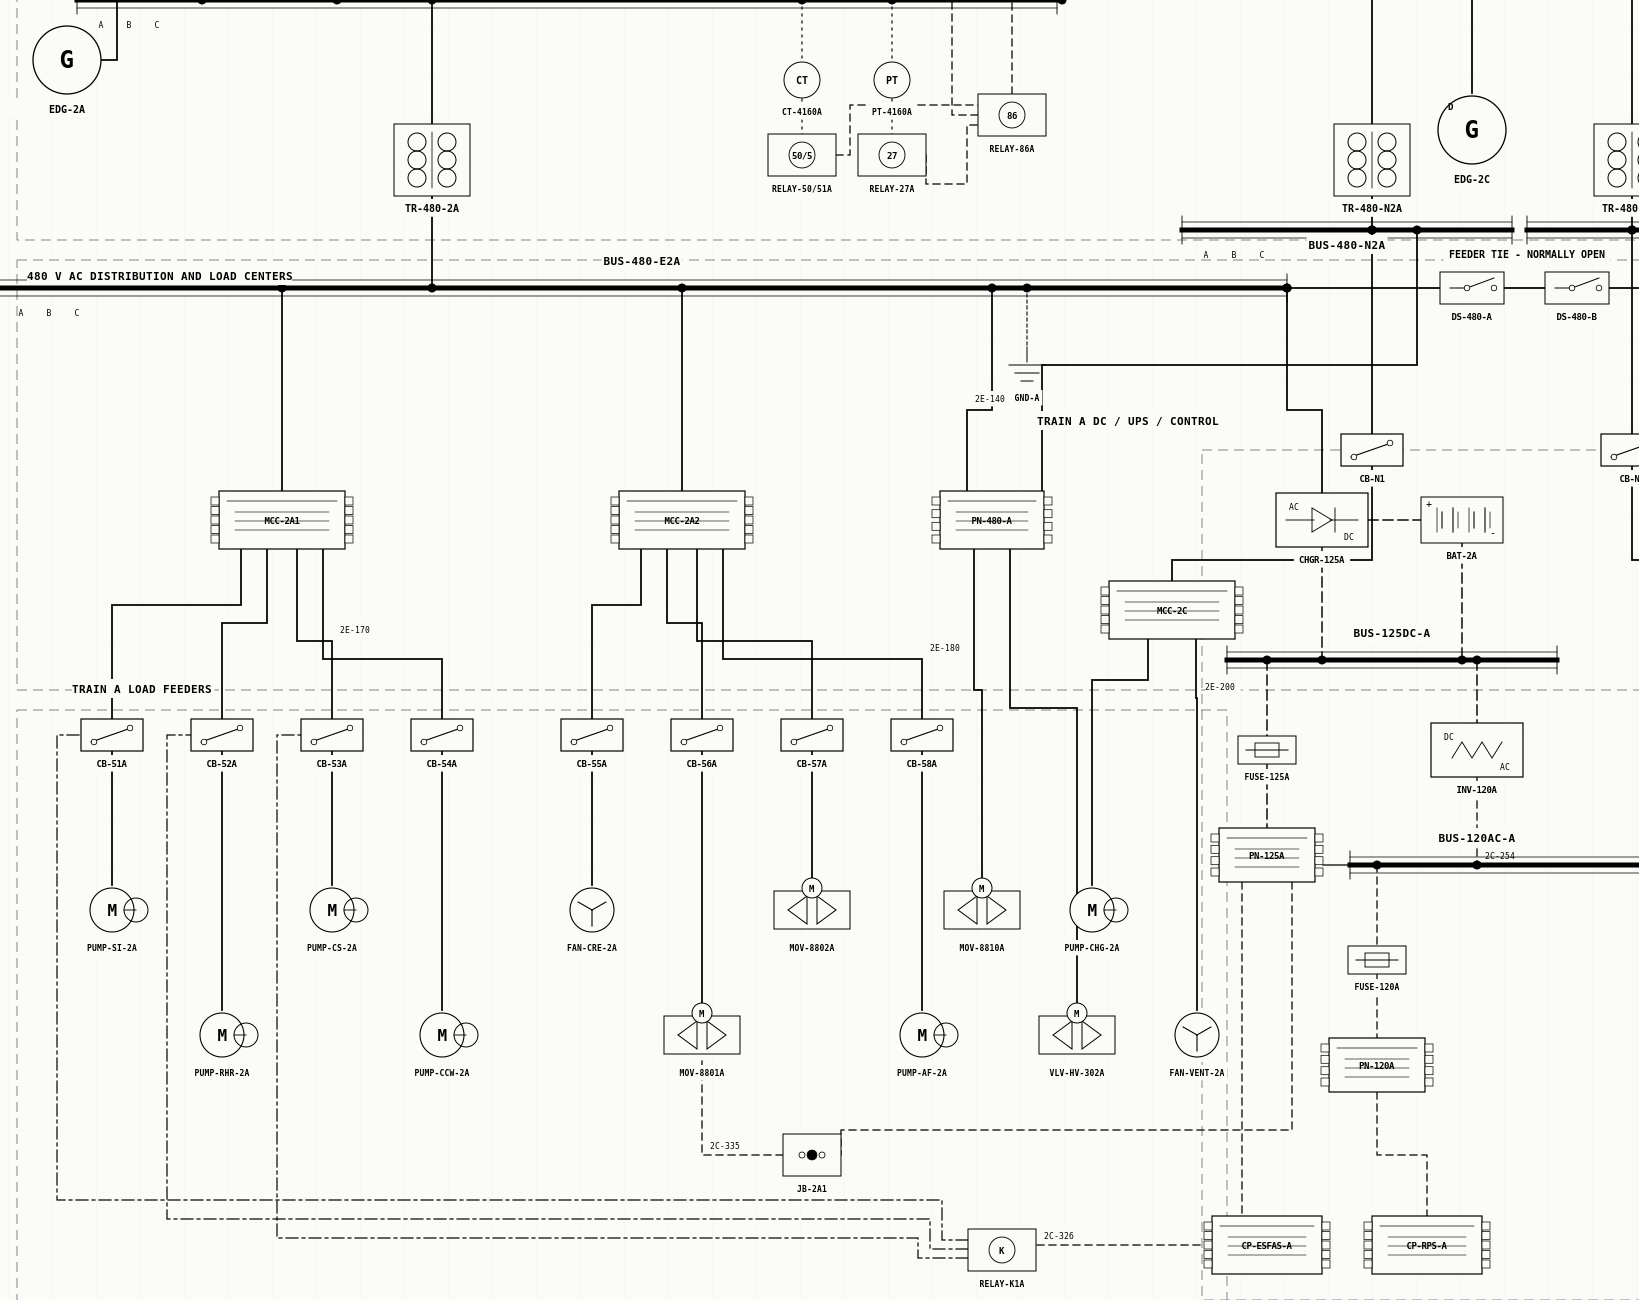 A B C
G
EDG-2A
CT
PT
CT-4160A
PT-4160A
86
RELAY-86A
50/5
27
RELAY-50/51A
RELAY-27A
TR-480-2A
D
G
EDG-2C
TR-480-N2A
TR-480
BUS-480-N2A
A B C
FEEDER TIE - NORMALLY OPEN
BUS-480-E2A
480 V AC DISTRIBUTION AND LOAD CENTERS
A B C
DS-480-A
DS-480-B
2E-140
GND-A
TRAIN A DC / UPS / CONTROL
CB-N1
CB-N
MCC-2A1
MCC-2A2
PN-480-A
AC
DC
CHGR-125A
+
-
BAT-2A
MCC-2C
2E-170
2E-180
BUS-125DC-A
2E-200
TRAIN A LOAD FEEDERS
CB-51A
CB-52A
CB-53A
CB-54A
CB-55A
CB-56A
CB-57A
CB-58A
FUSE-125A
DC
AC
INV-120A
BUS-120AC-A
2C-254
PN-125A
M
M
M
M
M
PUMP-SI-2A
PUMP-CS-2A
FAN-CRE-2A
MOV-8802A
MOV-8810A
PUMP-CHG-2A
FUSE-120A
M
M
M
M
M
PUMP-RHR-2A
PUMP-CCW-2A
MOV-8801A
PUMP-AF-2A
VLV-HV-302A
FAN-VENT-2A
PN-120A
2C-335
JB-2A1
2C-326
K
RELAY-K1A
CP-ESFAS-A
CP-RPS-A